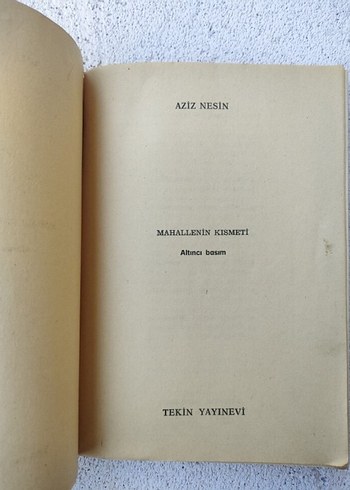 AZİZ NESİN
MAHALLENİN KISMETİ
Altıncı basım
TEKİN YAYINEVİ